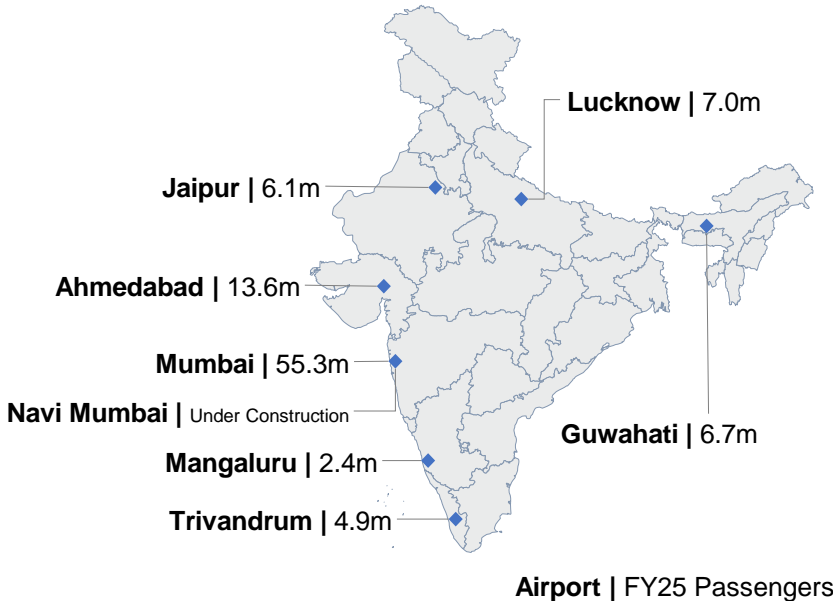 Lucknow | 7.0m
Jaipur | 6.1m
Ahmedabad | 13.6m
Mumbai | 55.3m
Navi Mumbai | Under Construction
Guwahati | 6.7m
Mangaluru | 2.4m
Trivandrum | 4.9m
Airport | FY25 Passengers